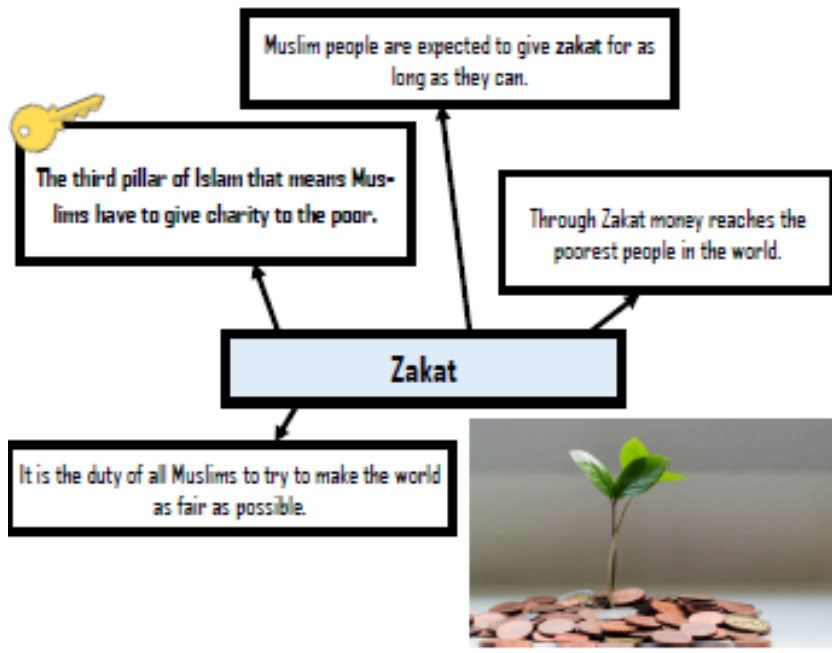 Muslim people are expected to give zakat for as
long as they can.
The third pillar of Islam that means Mus-
lims have to give charity to the poor.
Through Zakat money reaches the
poorest people in the world.
Zakat
It is the duty of all Muslims to try to make the world
as fair as possible.